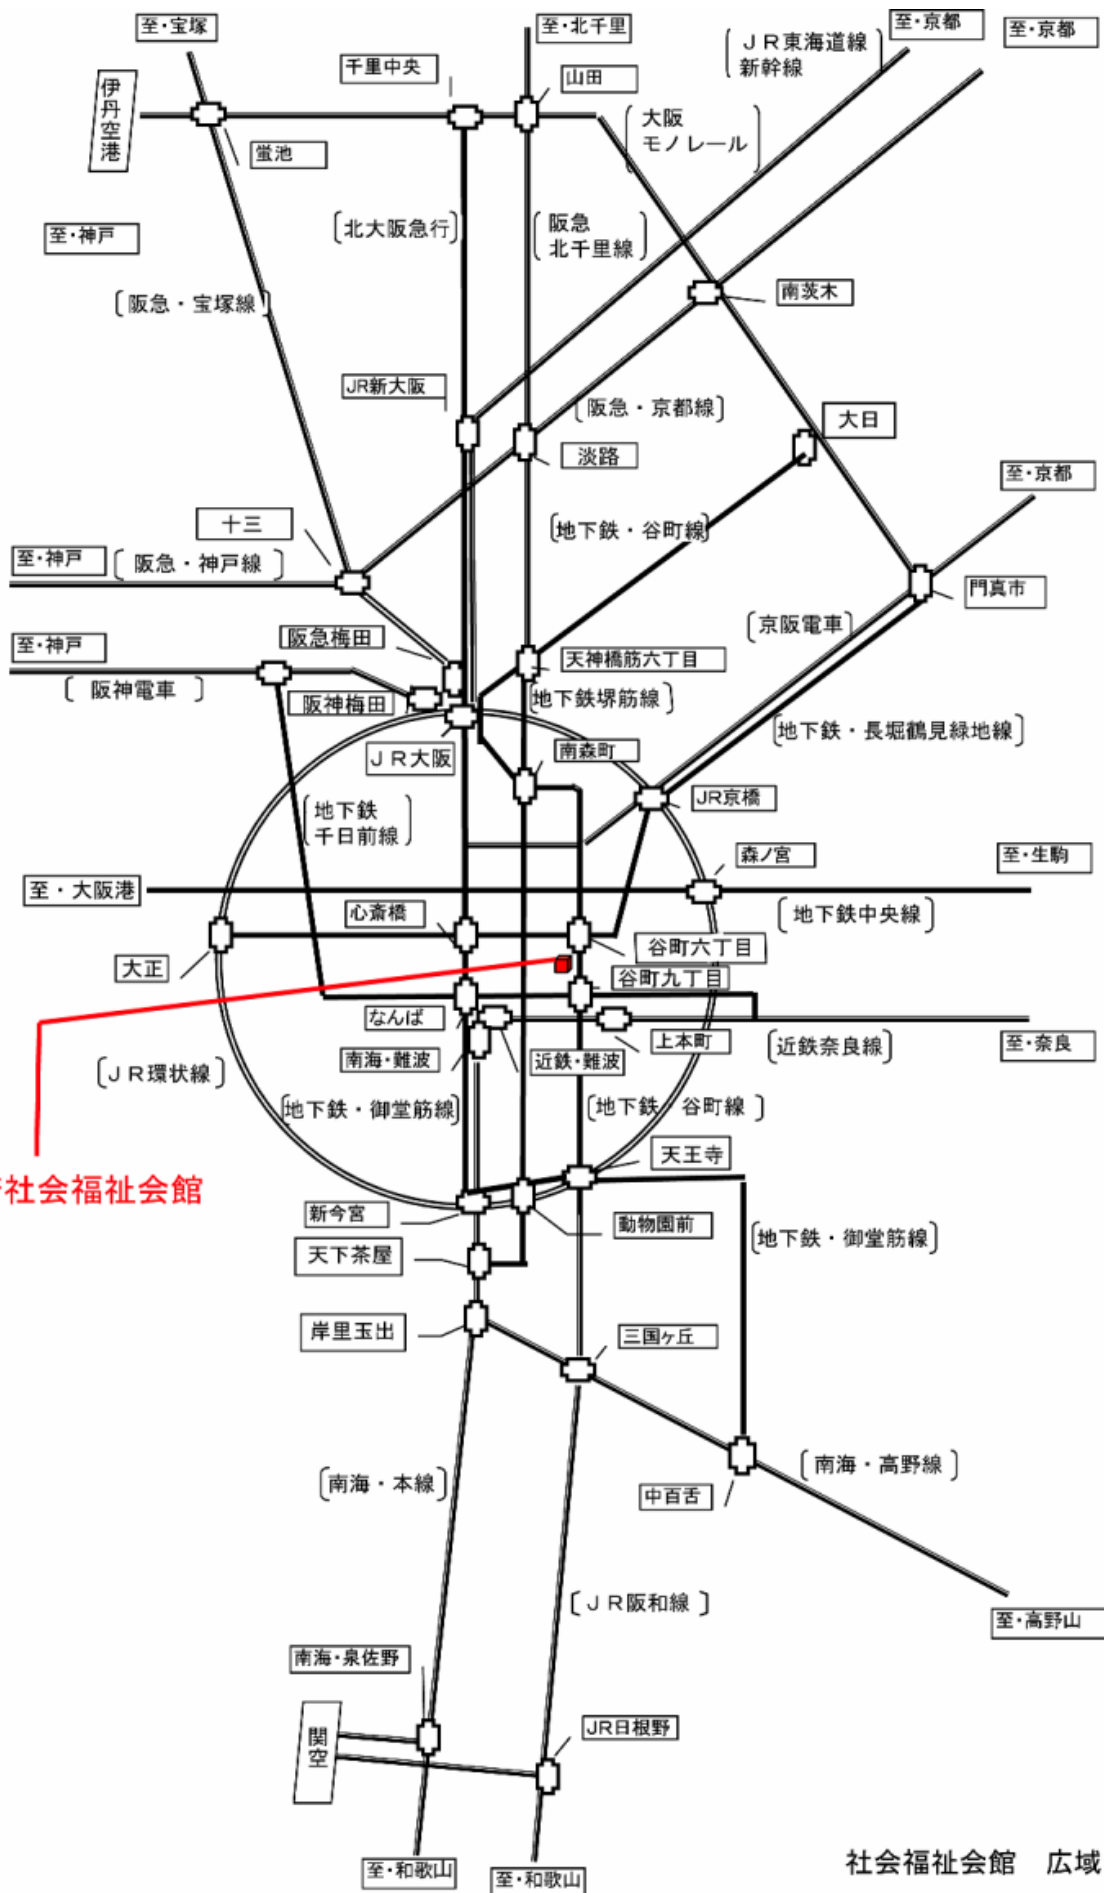 至・宝塚
至・北千里
至・京都
至・京都
JR東海道線
新幹線
千里中央
山田
伊丹空港
大阪
モノレール
蛍池
北大阪急行
阪急
北千里線
至・神戸
南茨木
阪急・宝塚線
JR新大阪
阪急・京都線
大日
淡路
至・京都
十三
地下鉄・谷町線
至・神戸
阪急・神戸線
門真市
京阪電車
阪急梅田
至・神戸
天神橋筋六丁目
阪神電車
阪神梅田
地下鉄堺筋線
地下鉄・長堀鶴見緑地線
JR大阪
南森町
JR京橋
地下鉄
千日前線
森ノ宮
至・生駒
至・大阪港
地下鉄中央線
心斎橋
谷町六丁目
大正
谷町九丁目
なんば
上本町
近鉄奈良線
至・奈良
南海・難波
近鉄・難波
JR環状線
地下鉄・御堂筋線
地下鉄 谷町線
天王寺
社会福祉会館
新今宮
動物園前
地下鉄・御堂筋線
天下茶屋
岸里玉出
三国ヶ丘
南海・高野線
南海・本線
中百舌
JR阪和線
至・高野山
南海・泉佐野
関空
JR日根野
至・和歌山
至・和歌山
社会福祉会館 広域